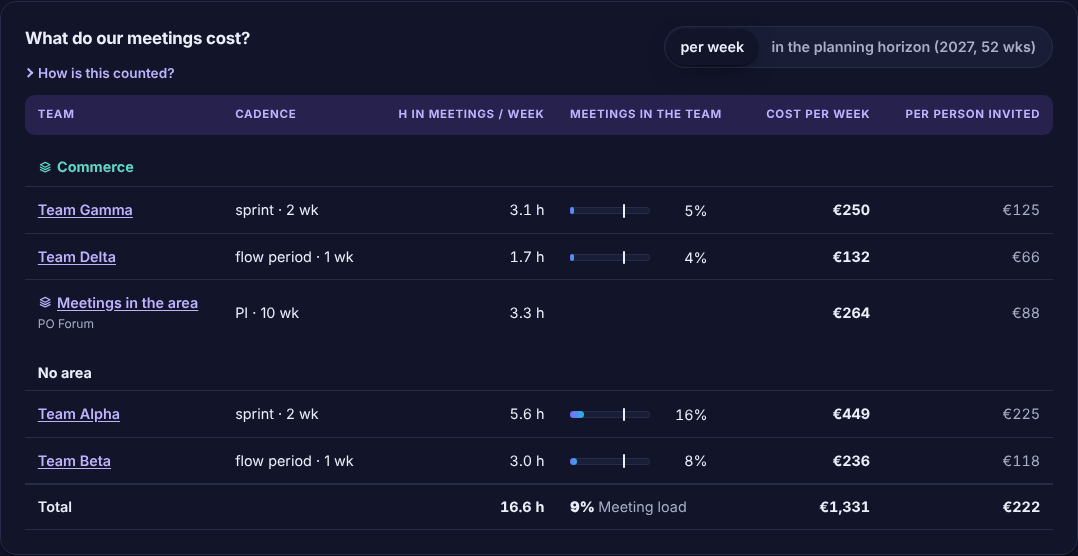 What do our meetings cost?
per week in the planning horizon (2027, 52 wks)
How is this counted?
TEAM CADENCE H IN MEETINGS / WEEK MEETINGS IN THE TEAM COST PER WEEK PER PERSON INVITED
Commerce
Team Gamma sprint · 2 wk 3.1 h 5% €250 €125
Team Delta flow period · 1 wk 1.7 h 4% €132 €66
Meetings in the area PI · 10 wk 3.3 h €264 €88
PO Forum
No area
Team Alpha sprint · 2 wk 5.6 h 16% €449 €225
Team Beta flow period · 1 wk 3.0 h 8% €236 €118
Total 16.6 h 9% Meeting load €1,331 €222